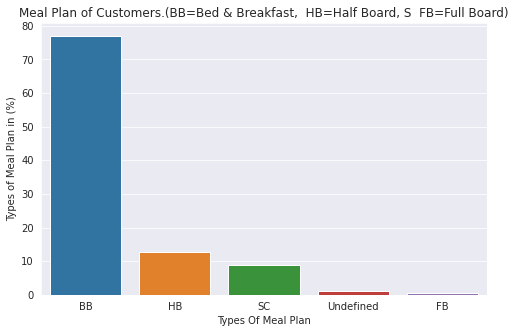 Meal Plan of Customers.(BB=Bed & Breakfast,  HB=Half Board, S  FB=Full Board)
80
70
60
50
40
30
20
10
0
Types of Meal Plan in (%)
BB HB SC Undefined FB
Types Of Meal Plan